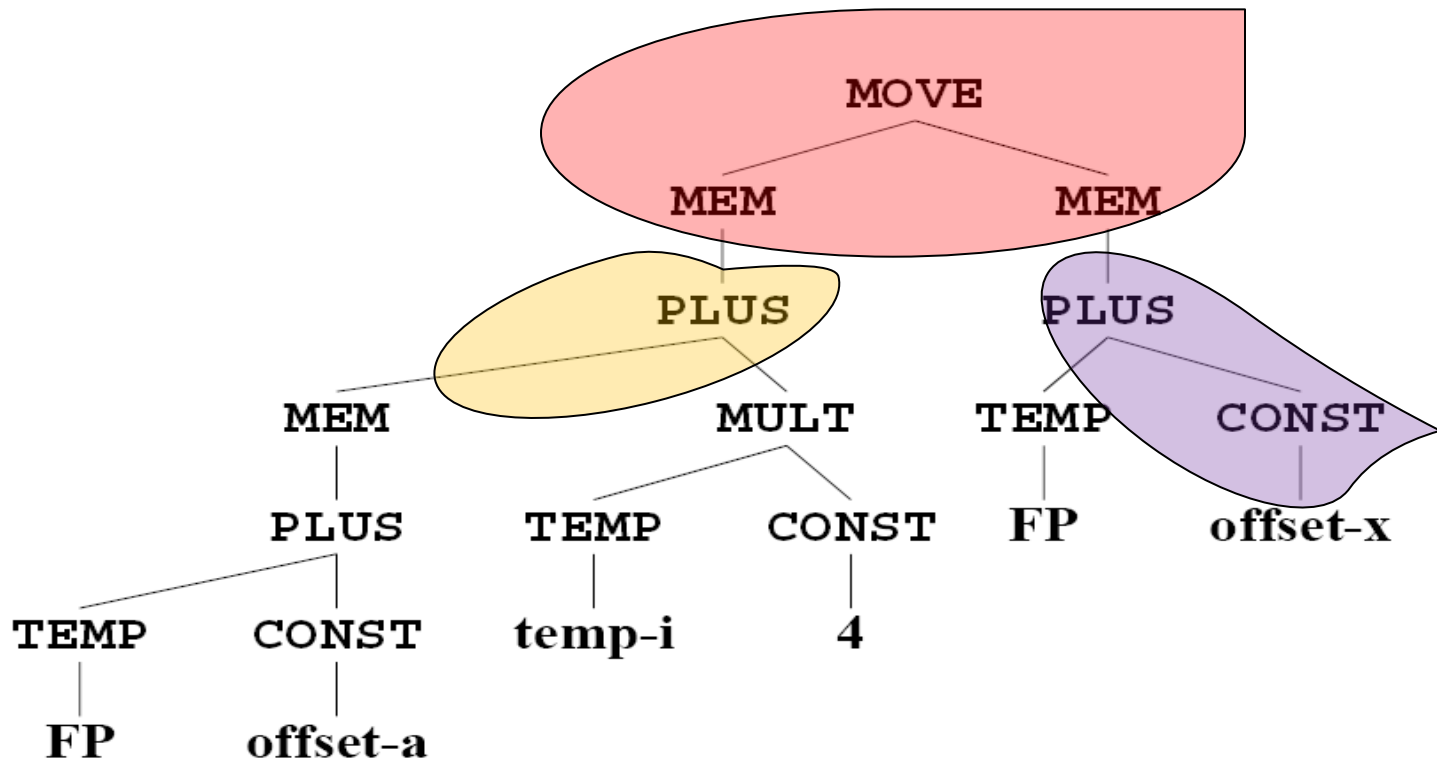 MOVE
MEM MEM
PLUS PLUS
MEM MULT TEMP CONST
PLUS TEMP CONST FP offset-x
TEMP CONST temp-i 4
FP offset-a